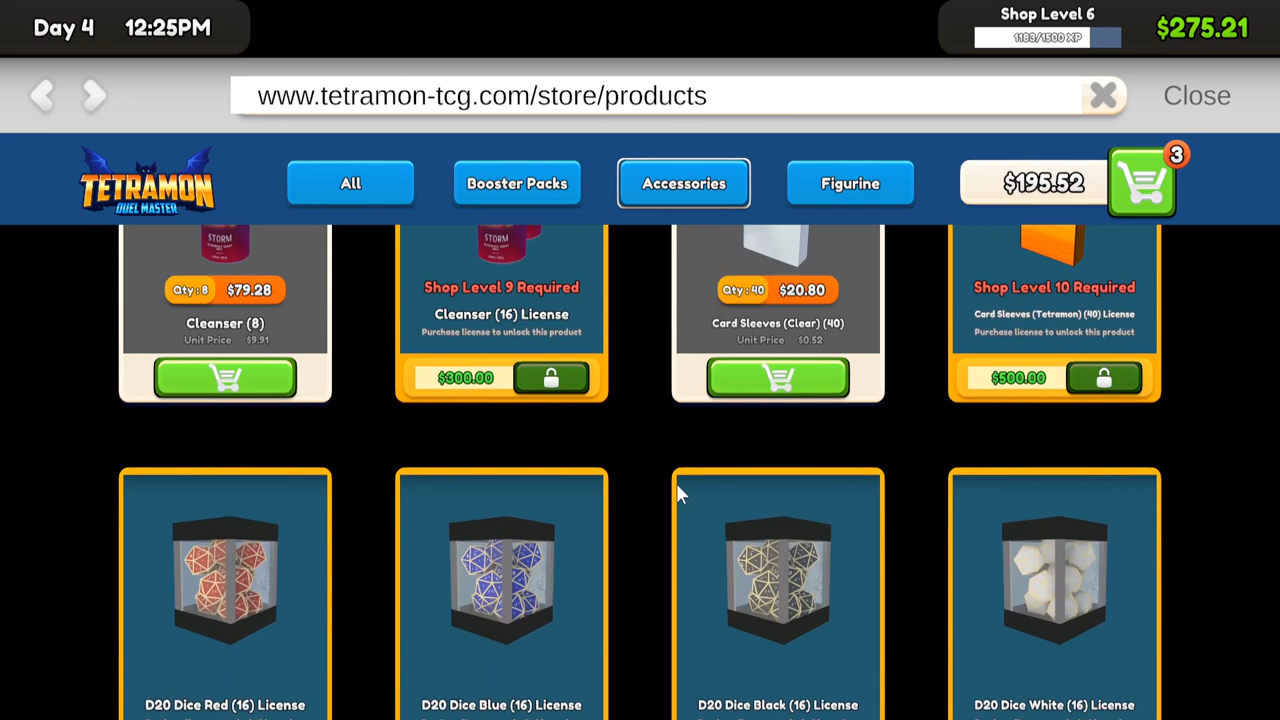 Day 4 12:25PM
Shop Level 6
1183/1500 XP
$275.21
www.tetramon-tcg.com/store/products
Close
TETRAMON
DUEL MASTER
All
Booster Packs
Accessories
Figurine
$195.52
3
STORM
STORM
Qty : 8 $79.28
Cleanser (8)
Unit Price $9.91
Shop Level 9 Required
Cleanser (16) License
Purchase license to unlock this product
$300.00
Qty : 40 $20.80
Card Sleeves (Clear) (40)
Unit Price $0.52
Shop Level 10 Required
Card Sleeves (Tetramon) (40) License
Purchase license to unlock this product
$500.00
D20 Dice Red (16) License
D20 Dice Blue (16) License
D20 Dice Black (16) License
D20 Dice White (16) License